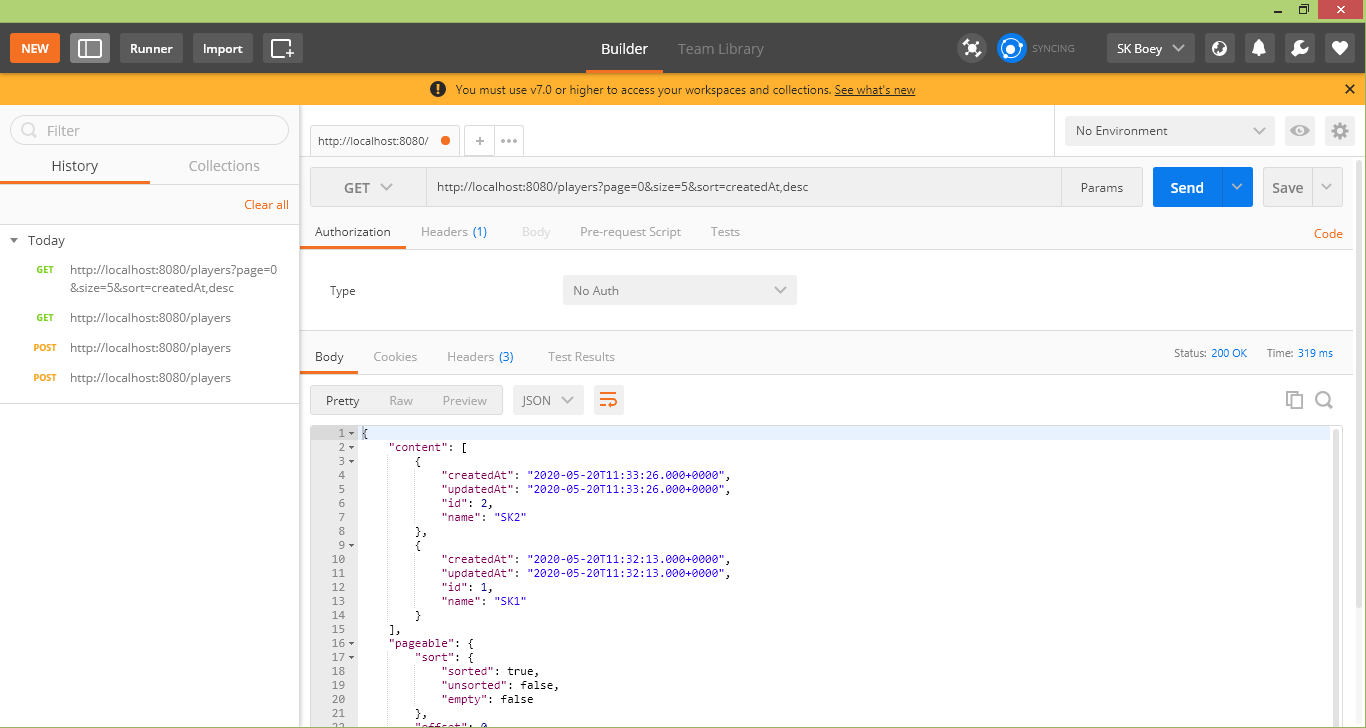 NEW Runner Import Builder Team Library SYNCING SK Boey
! You must use v7.0 or higher to access your workspaces and collections. See what's new
Filter
History Collections
Clear all
Today
GET http://localhost:8080/players?page=0
&size=5&sort=createdAt,desc
GET http://localhost:8080/players
POST http://localhost:8080/players
POST http://localhost:8080/players
http://localhost:8080/ + •••
No Environment
GET http://localhost:8080/players?page=0&size=5&sort=createdAt,desc Params Send Save
Authorization Headers (1) Body Pre-request Script Tests Code
Type No Auth
Body Cookies Headers (3) Test Results Status: 200 OK Time: 319 ms
Pretty Raw Preview JSON
1 {
2 "content": [
3 {
4 "createdAt": "2020-05-20T11:33:26.000+0000",
5 "updatedAt": "2020-05-20T11:33:26.000+0000",
6 "id": 2,
7 "name": "SK2"
8 },
9 {
10 "createdAt": "2020-05-20T11:32:13.000+0000",
11 "updatedAt": "2020-05-20T11:32:13.000+0000",
12 "id": 1,
13 "name": "SK1"
14 }
15 ],
16 "pageable": {
17 "sort": {
18 "sorted": true,
19 "unsorted": false,
20 "empty": false
21 },
22 "offset": 0,